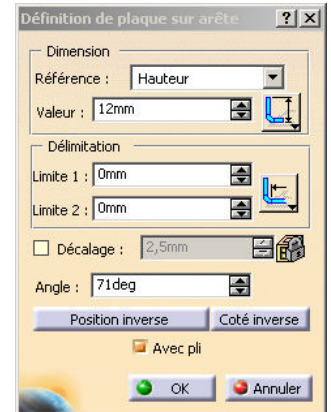 Définition de plaque sur arête
Dimension
Référence : Hauteur
Valeur : 12mm
Délimitation
Limite 1 : 0mm
Limite 2 : 0mm
Décalage : 2,5mm
Angle : 71deg
Position inverse Coté inverse
Avec pli
OK Annuler